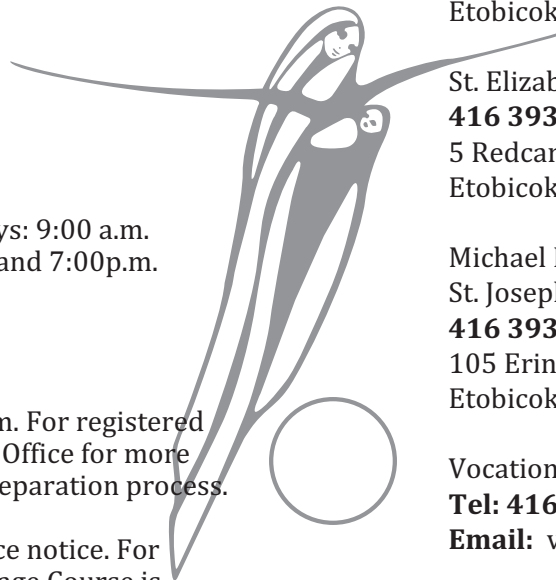 ys: 9:00 a.m.
and 7:00p.m.
m. For registered
Office for more
eparation process.
ce notice. For
age Course is
Etobicok
St. Elizab
416 393
5 Redcar
Etobicok
Michael
St. Joseph
416 393
105 Erin
Etobicok
Vocation
Tel: 416
Email: v